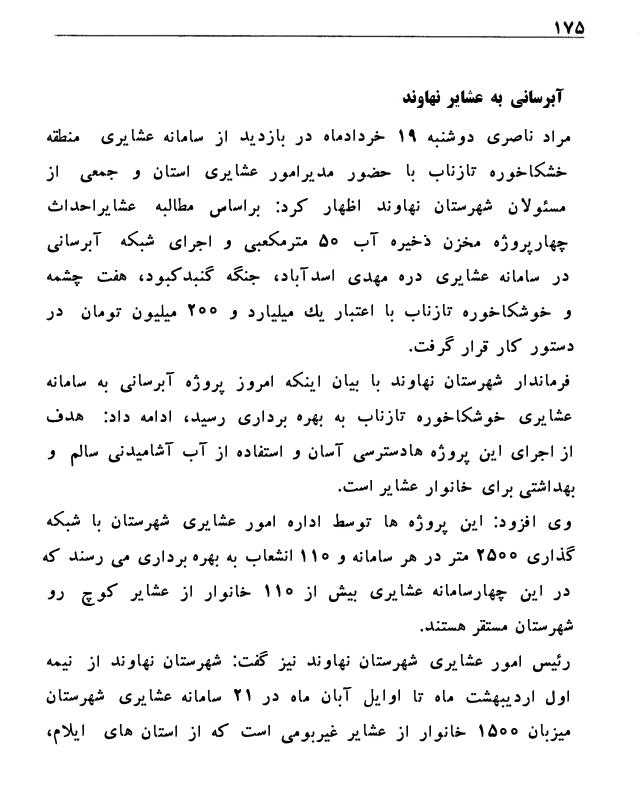 ۱۷۵
آبرسانی به عشایر نهاوند
مراد ناصری دوشنبه ۱۹ خردادماه در بازدید از سامانه عشایری منطقه
خشکاخوره تازناب با حضور مدیرامور عشایری استان و جمعی از
مسئولان شهرستان نهاوند اظهار کرد: براساس مطالبه عشایراحداث
چهارپروژه مخزن ذخیره آب ۵۰ مترمکعبی و اجرای شبکه آبرسانی
در سامانه عشایری دره مهدی اسدآباد، جنگه گنبدکبود، هفت چشمه
و خوشکاخوره تازناب با اعتبار یك میلیارد و ۲۰۰ میلیون تومان در
دستور کار قرار گرفت.
فرماندار شهرستان نهاوند با بیان اینکه امروز پروژه آبرسانی به سامانه
عشایری خوشکاخوره تازناب به بهره برداری رسید، ادامه داد: هدف
از اجرای این پروژه هادسترسی آسان و استفاده از آب آشامیدنی سالم و
بهداشتی برای خانوار عشایر است.
وی افزود: این پروژه ها توسط اداره امور عشایری شهرستان با شبکه
گذاری ۲۵۰۰ متر در هر سامانه و ۱۱۰ انشعاب به بهره برداری می رسند که
در این چهارسامانه عشایری بیش از ۱۱۰ خانوار از عشایر کوچ رو
شهرستان مستقر هستند.
رئیس امور عشایری شهرستان نهاوند نیز گفت: شهرستان نهاوند از نیمه
اول اردیبهشت ماه تا اوایل آبان ماه در ۲۱ سامانه عشایری شهرستان
میزبان ۱۵۰۰ خانوار از عشایر غیربومی است که از استان های ایلام،